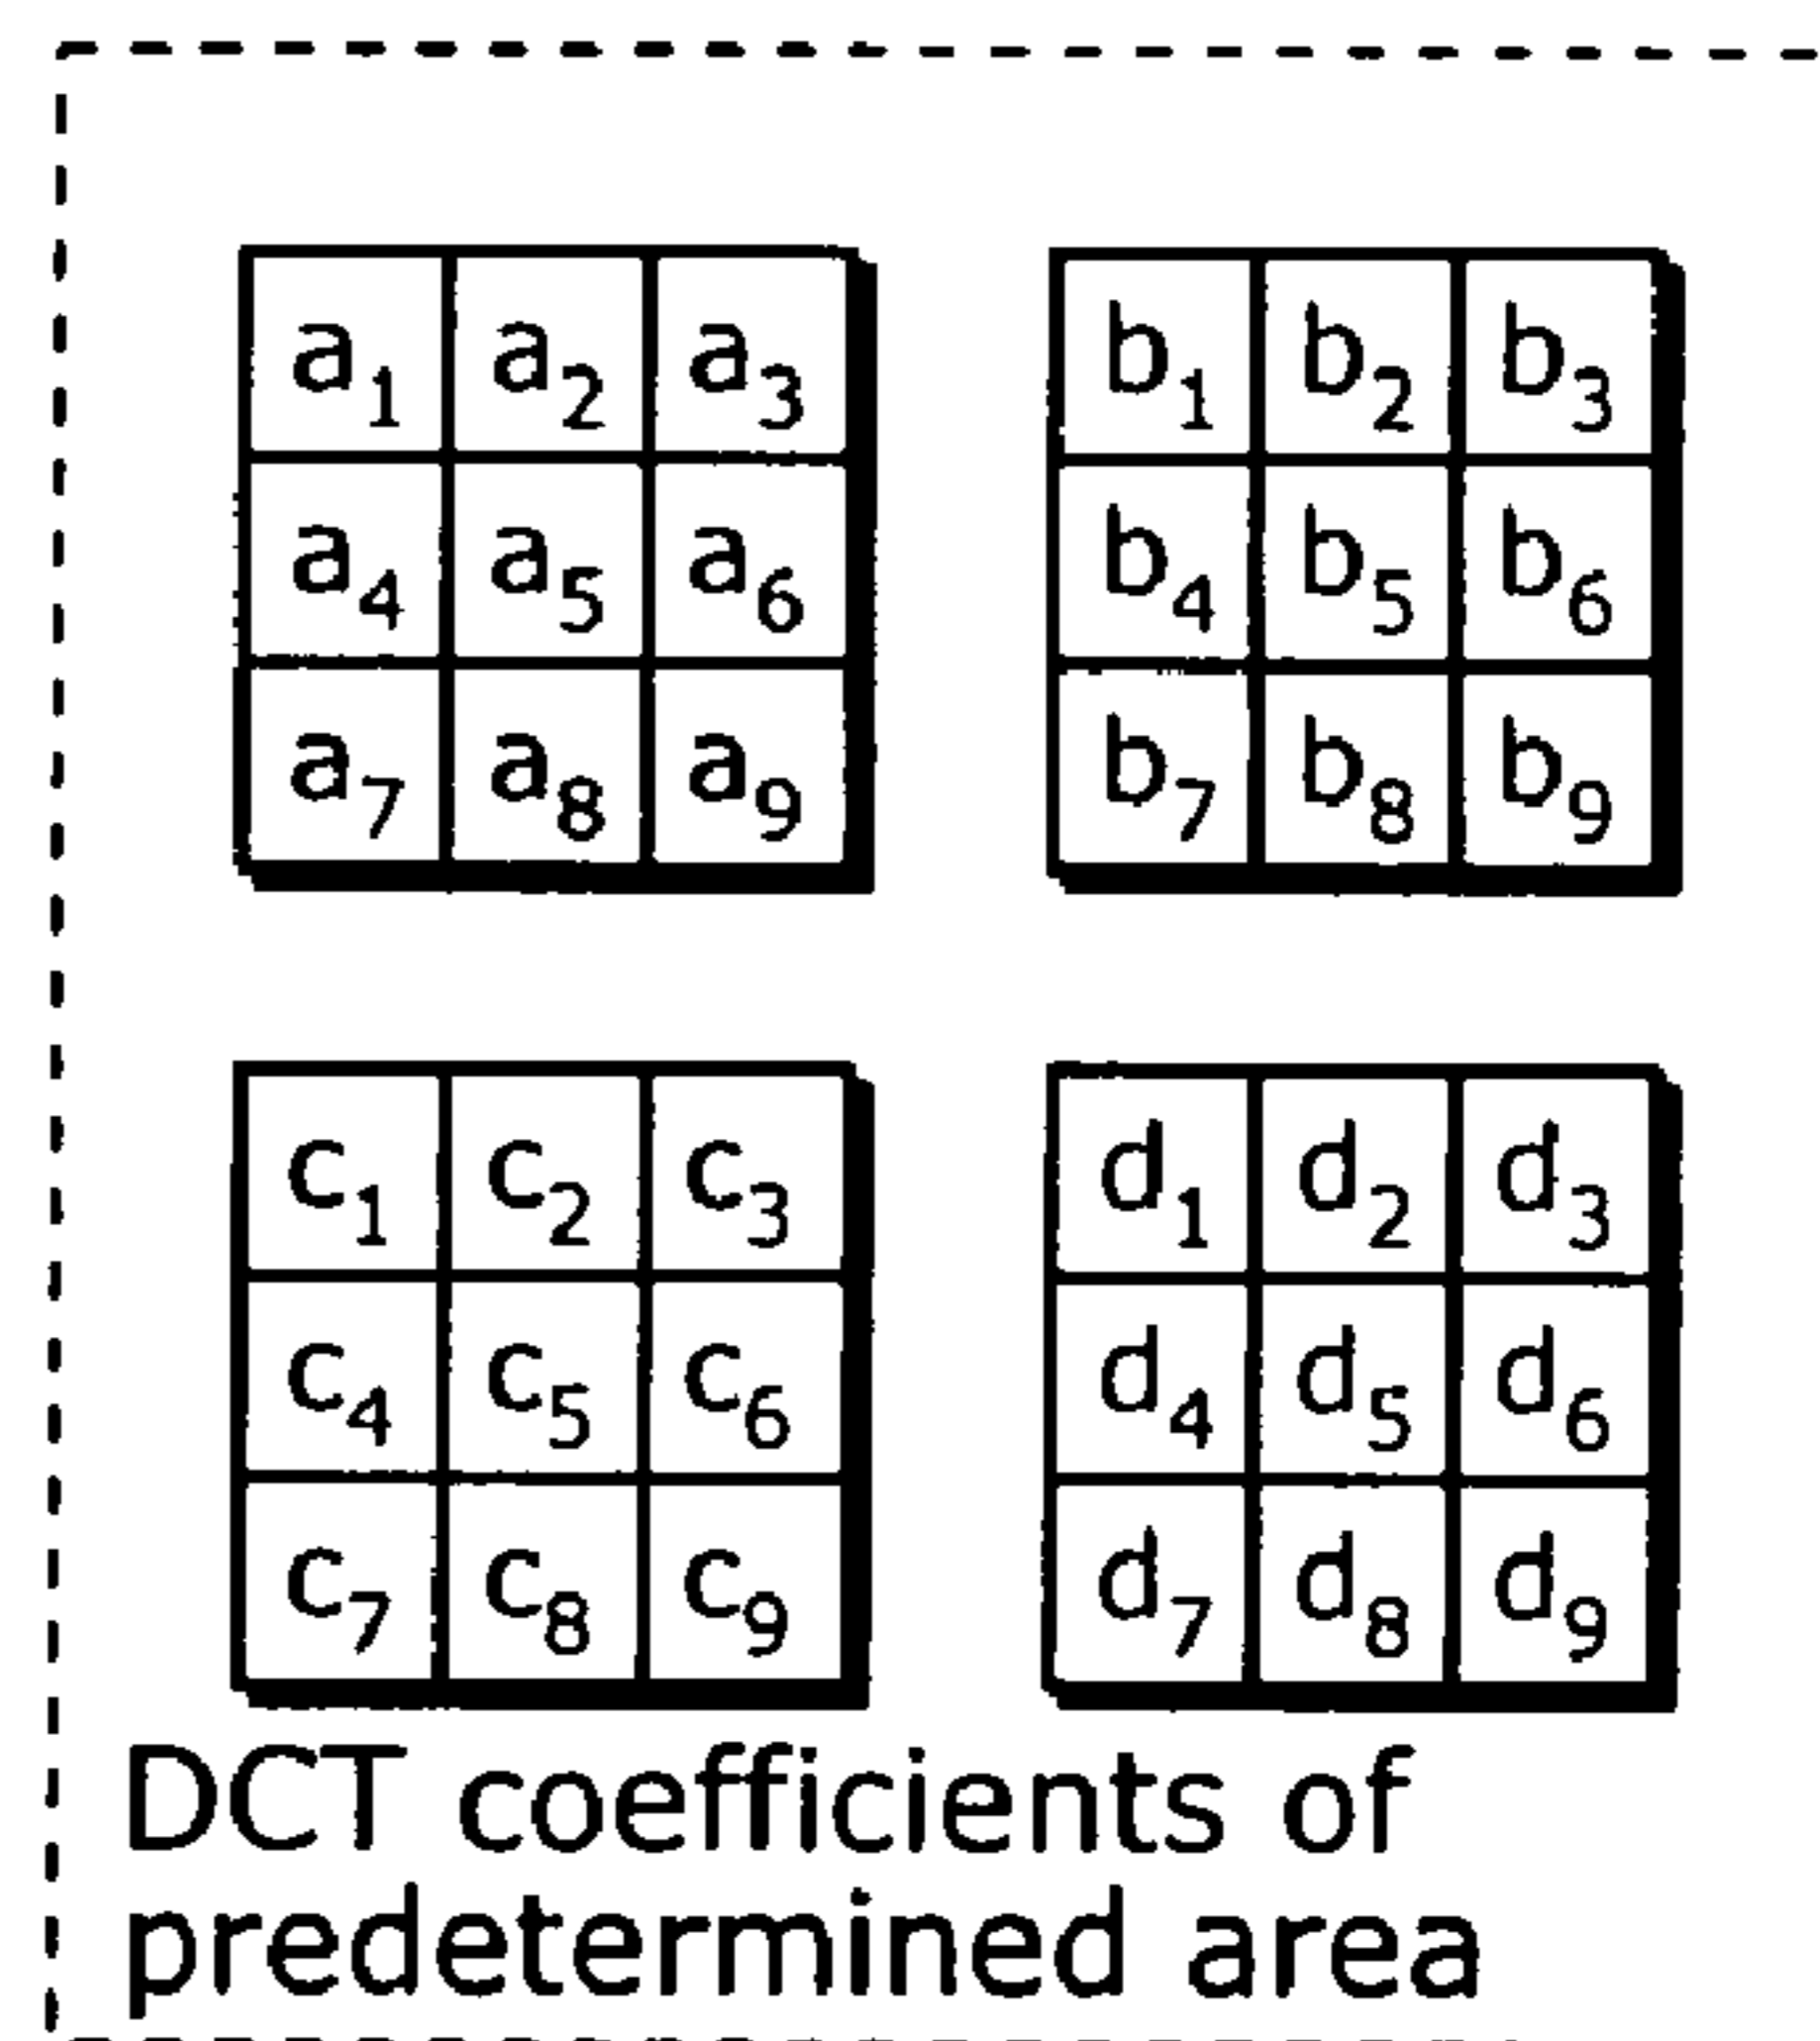 a1 a2 a3 b1 b2 b3
a4 a5 a6 b4 b5 b6
a7 a8 a9 b7 b8 b9
c1 c2 c3 d1 d2 d3
c4 c5 c6 d4 d5 d6
c7 c8 c9 d7 d8 d9
DCT coefficients of
predetermined area